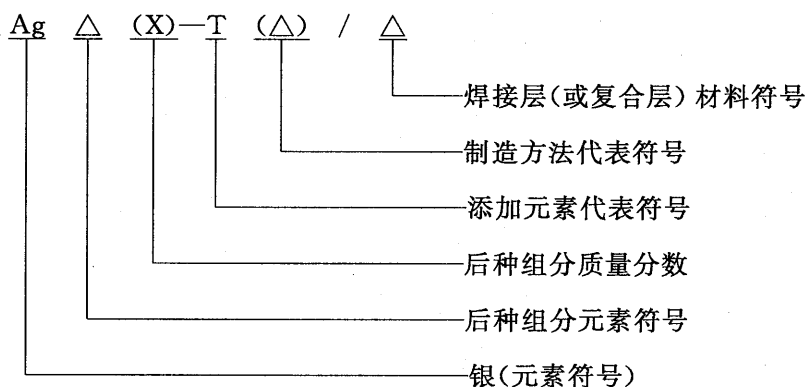 Ag △ (X)—T (△) / △
焊接层(或复合层)材料符号
制造方法代表符号
添加元素代表符号
后种组分质量分数
后种组分元素符号
银(元素符号)